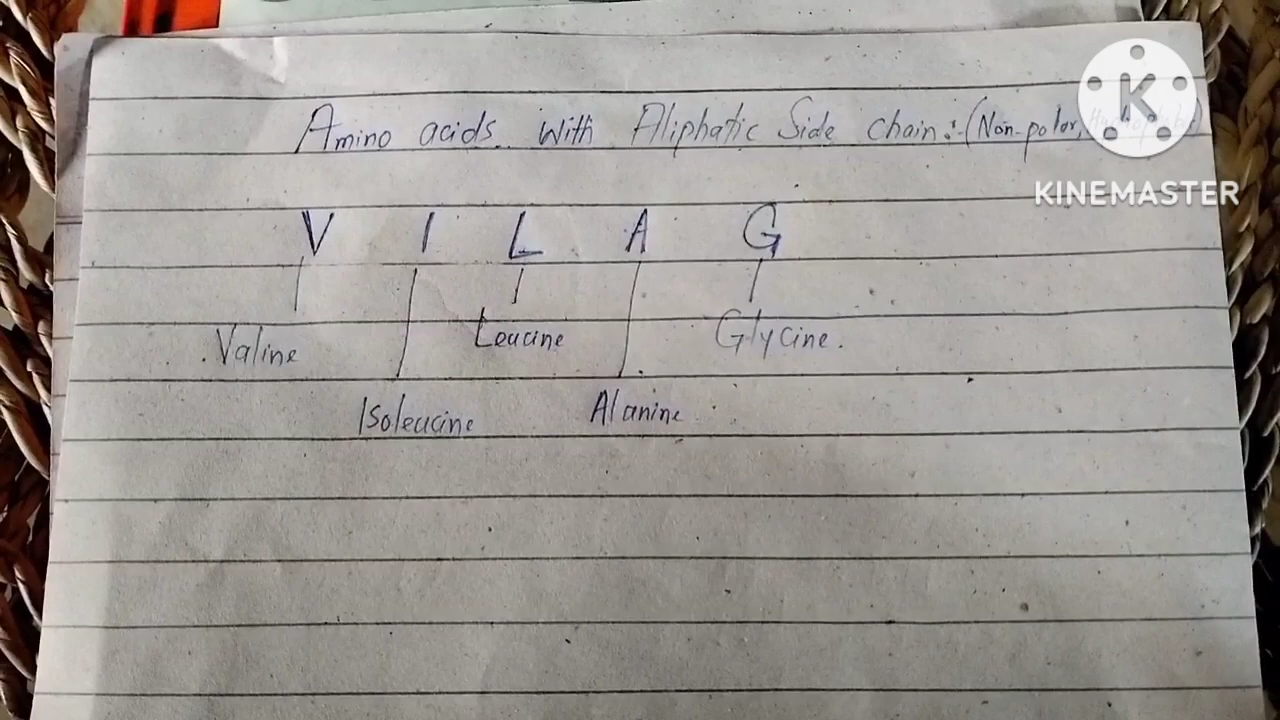 Amino acids with Aliphatic Side chain:-(Non-polar,
KINEMASTER
V I L A G
Valine Leucine Glycine.
Isoleucine Alanine